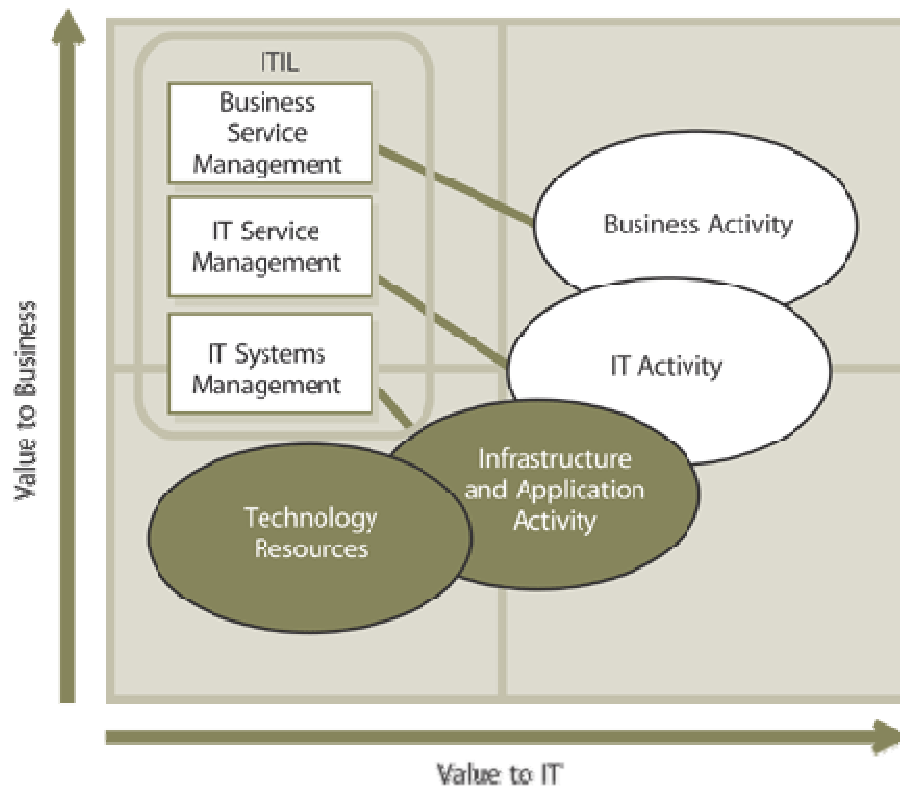 ITIL
Business
Service
Management
IT Service
Management
IT Systems
Management
Business Activity
IT Activity
Infrastructure
and Application
Activity
Technology
Resources
Value to Business
Value to IT